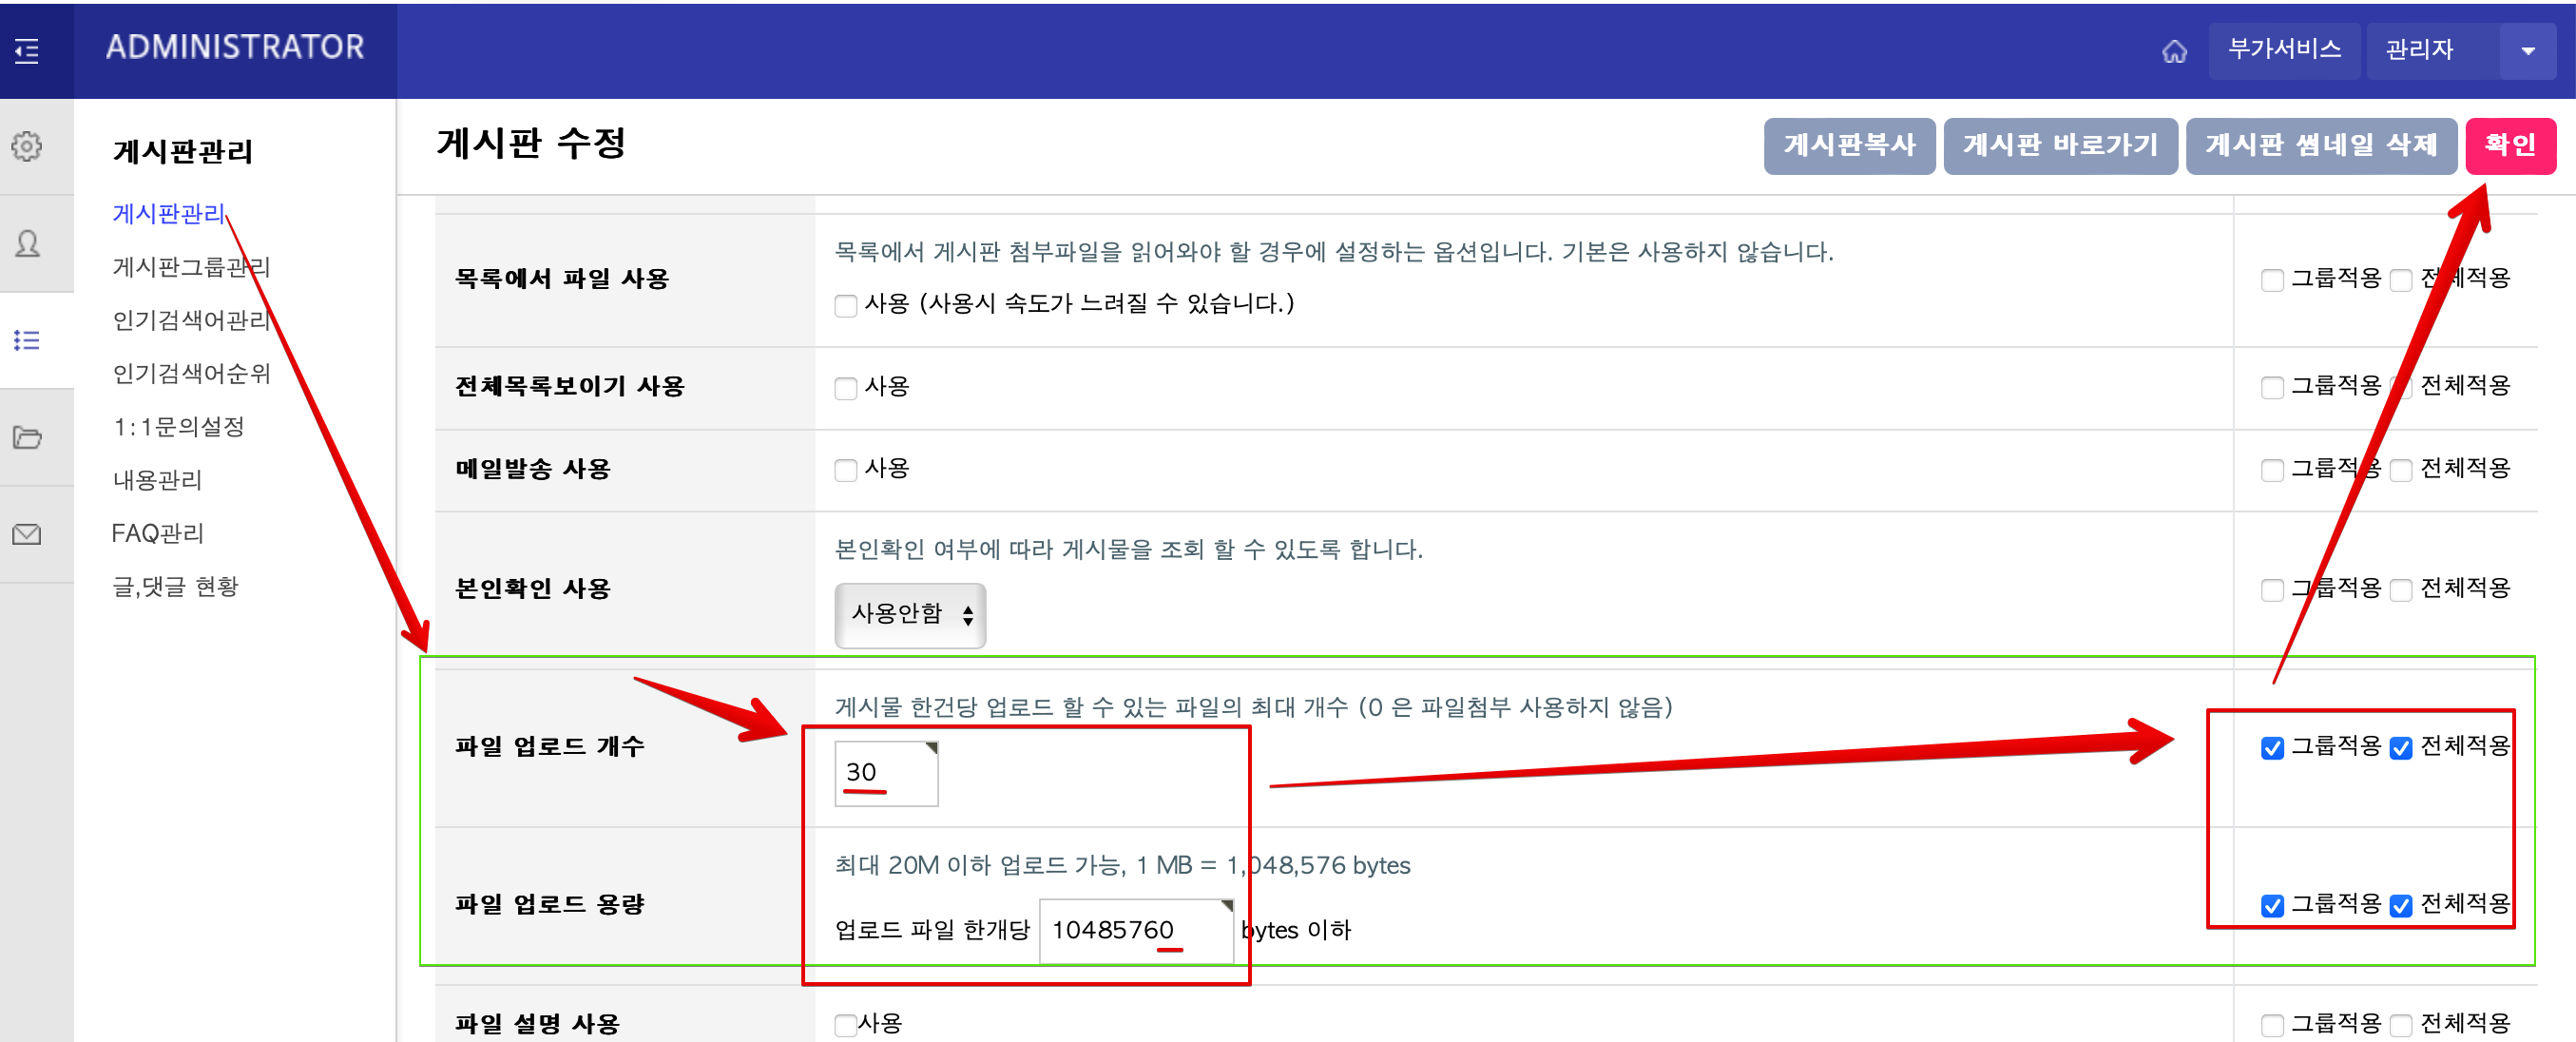 ADMINISTRATOR
부가서비스
관리자
게시판관리
게시판관리
게시판그룹관리
인기검색어관리
인기검색어순위
1:1문의설정
내용관리
FAQ관리
글,댓글 현황
게시판 수정
게시판복사
게시판 바로가기
게시판 썸네일 삭제
확인
목록에서 파일 사용
목록에서 게시판 첨부파일을 읽어와야 할 경우에 설정하는 옵션입니다. 기본은 사용하지 않습니다.
사용 (사용시 속도가 느려질 수 있습니다.)
그룹적용 전체적용
전체목록보이기 사용
사용
그룹적용 전체적용
메일발송 사용
사용
그룹적용 전체적용
본인확인 사용
본인확인 여부에 따라 게시물을 조회 할 수 있도록 합니다.
사용안함
그룹적용 전체적용
파일 업로드 개수
게시물 한건당 업로드 할 수 있는 파일의 최대 개수 (0 은 파일첨부 사용하지 않음)
30
그룹적용 전체적용
파일 업로드 용량
최대 20M 이하 업로드 가능, 1 MB = 1,048,576 bytes
업로드 파일 한개당 10485760 bytes 이하
그룹적용 전체적용
파일 설명 사용
사용
그룹적용 전체적용